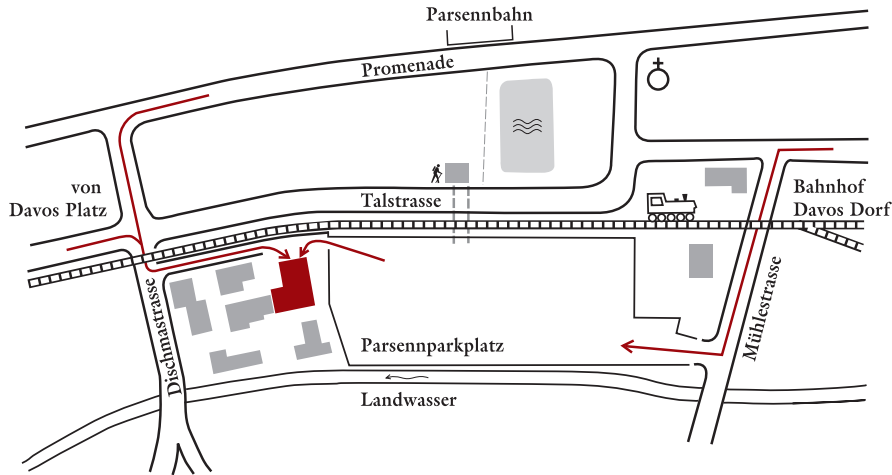 Parsennbahn
Promenade
von
Davos Platz
Talstrasse
Bahnhof
Davos Dorf
Dischmastrasse
Parsennparkplatz
Mühlestrasse
Landwasser